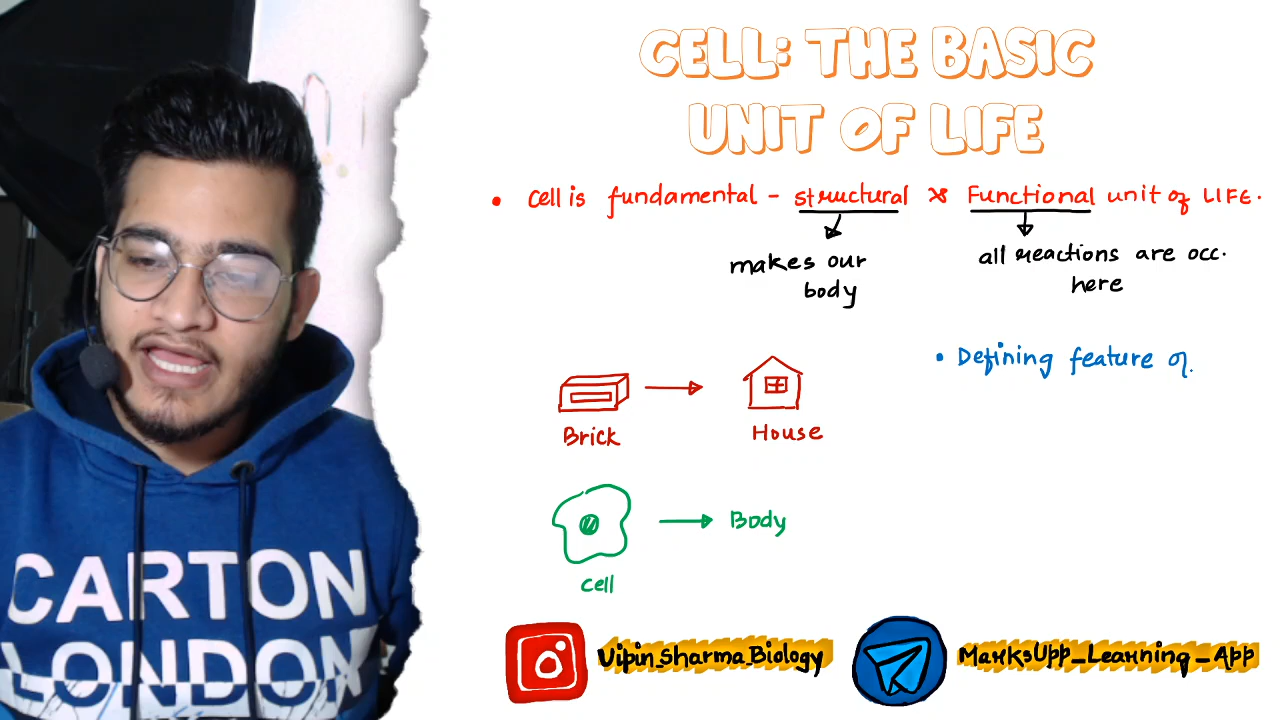 CELL: THE BASIC
UNIT OF LIFE
• Cell is fundamental - structural & Functional unit of LIFE.
makes our
body
all reactions are occ.
here
• Defining feature of
Brick
House
Body
Cell
CARTON
LONDON
Vipin_Sharma_Biology
MarksUpp_Learning_App